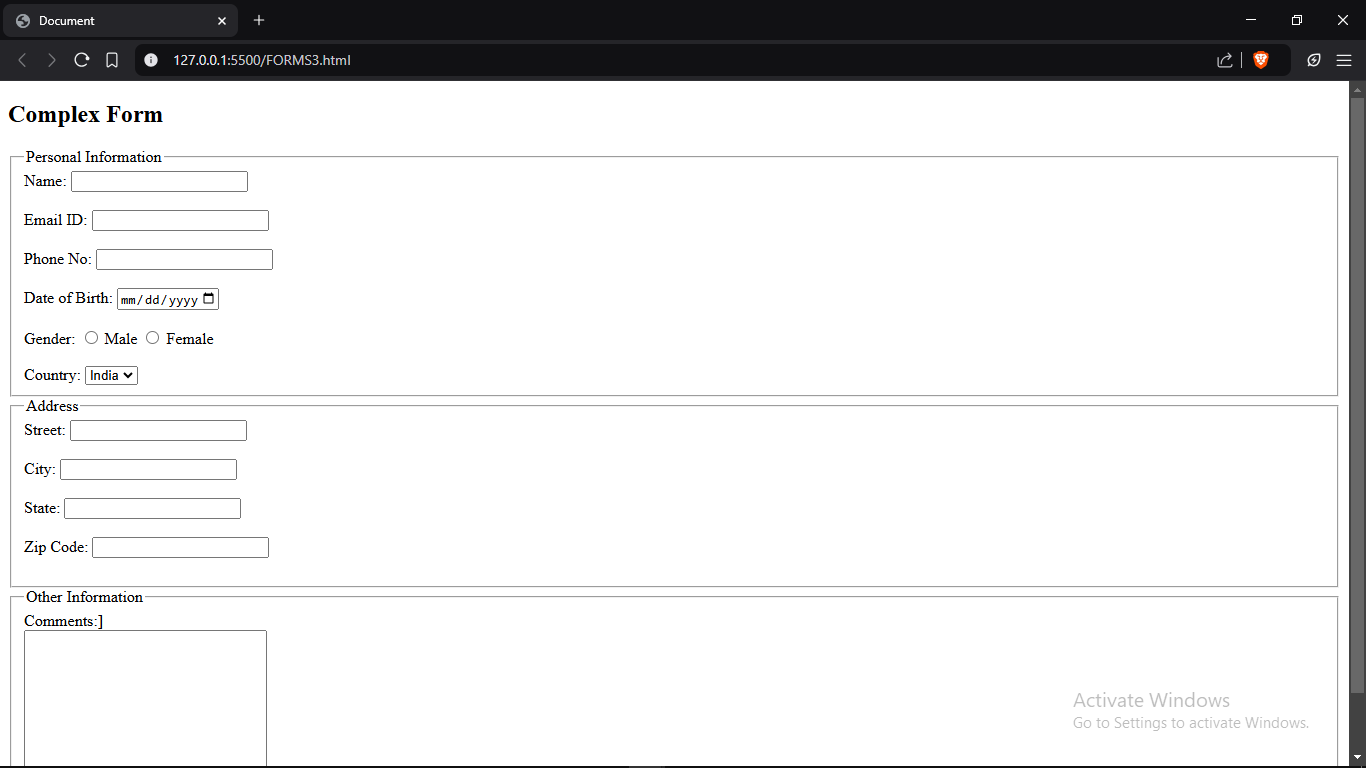 Document
127.0.0.1:5500/FORMS3.html
Complex Form
Personal Information
Name:
Email ID:
Phone No:
Date of Birth: mm/dd/yyyy
Gender: Male Female
Country: India
Address
Street:
City:
State:
Zip Code:
Other Information
Comments:]
Activate Windows
Go to Settings to activate Windows.